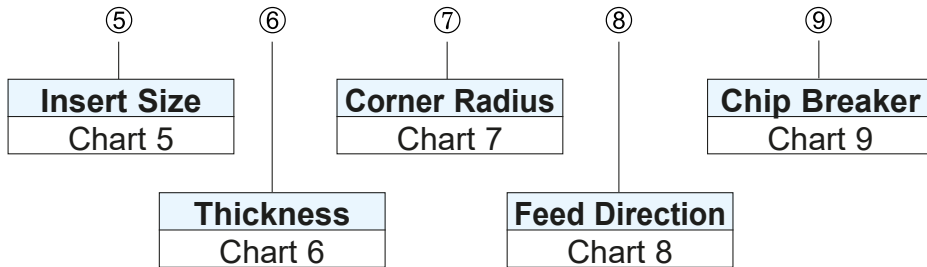 ⑤ ⑥ ⑦ ⑧ ⑨
Insert Size
Chart 5
Corner Radius
Chart 7
Chip Breaker
Chart 9
Thickness
Chart 6
Feed Direction
Chart 8